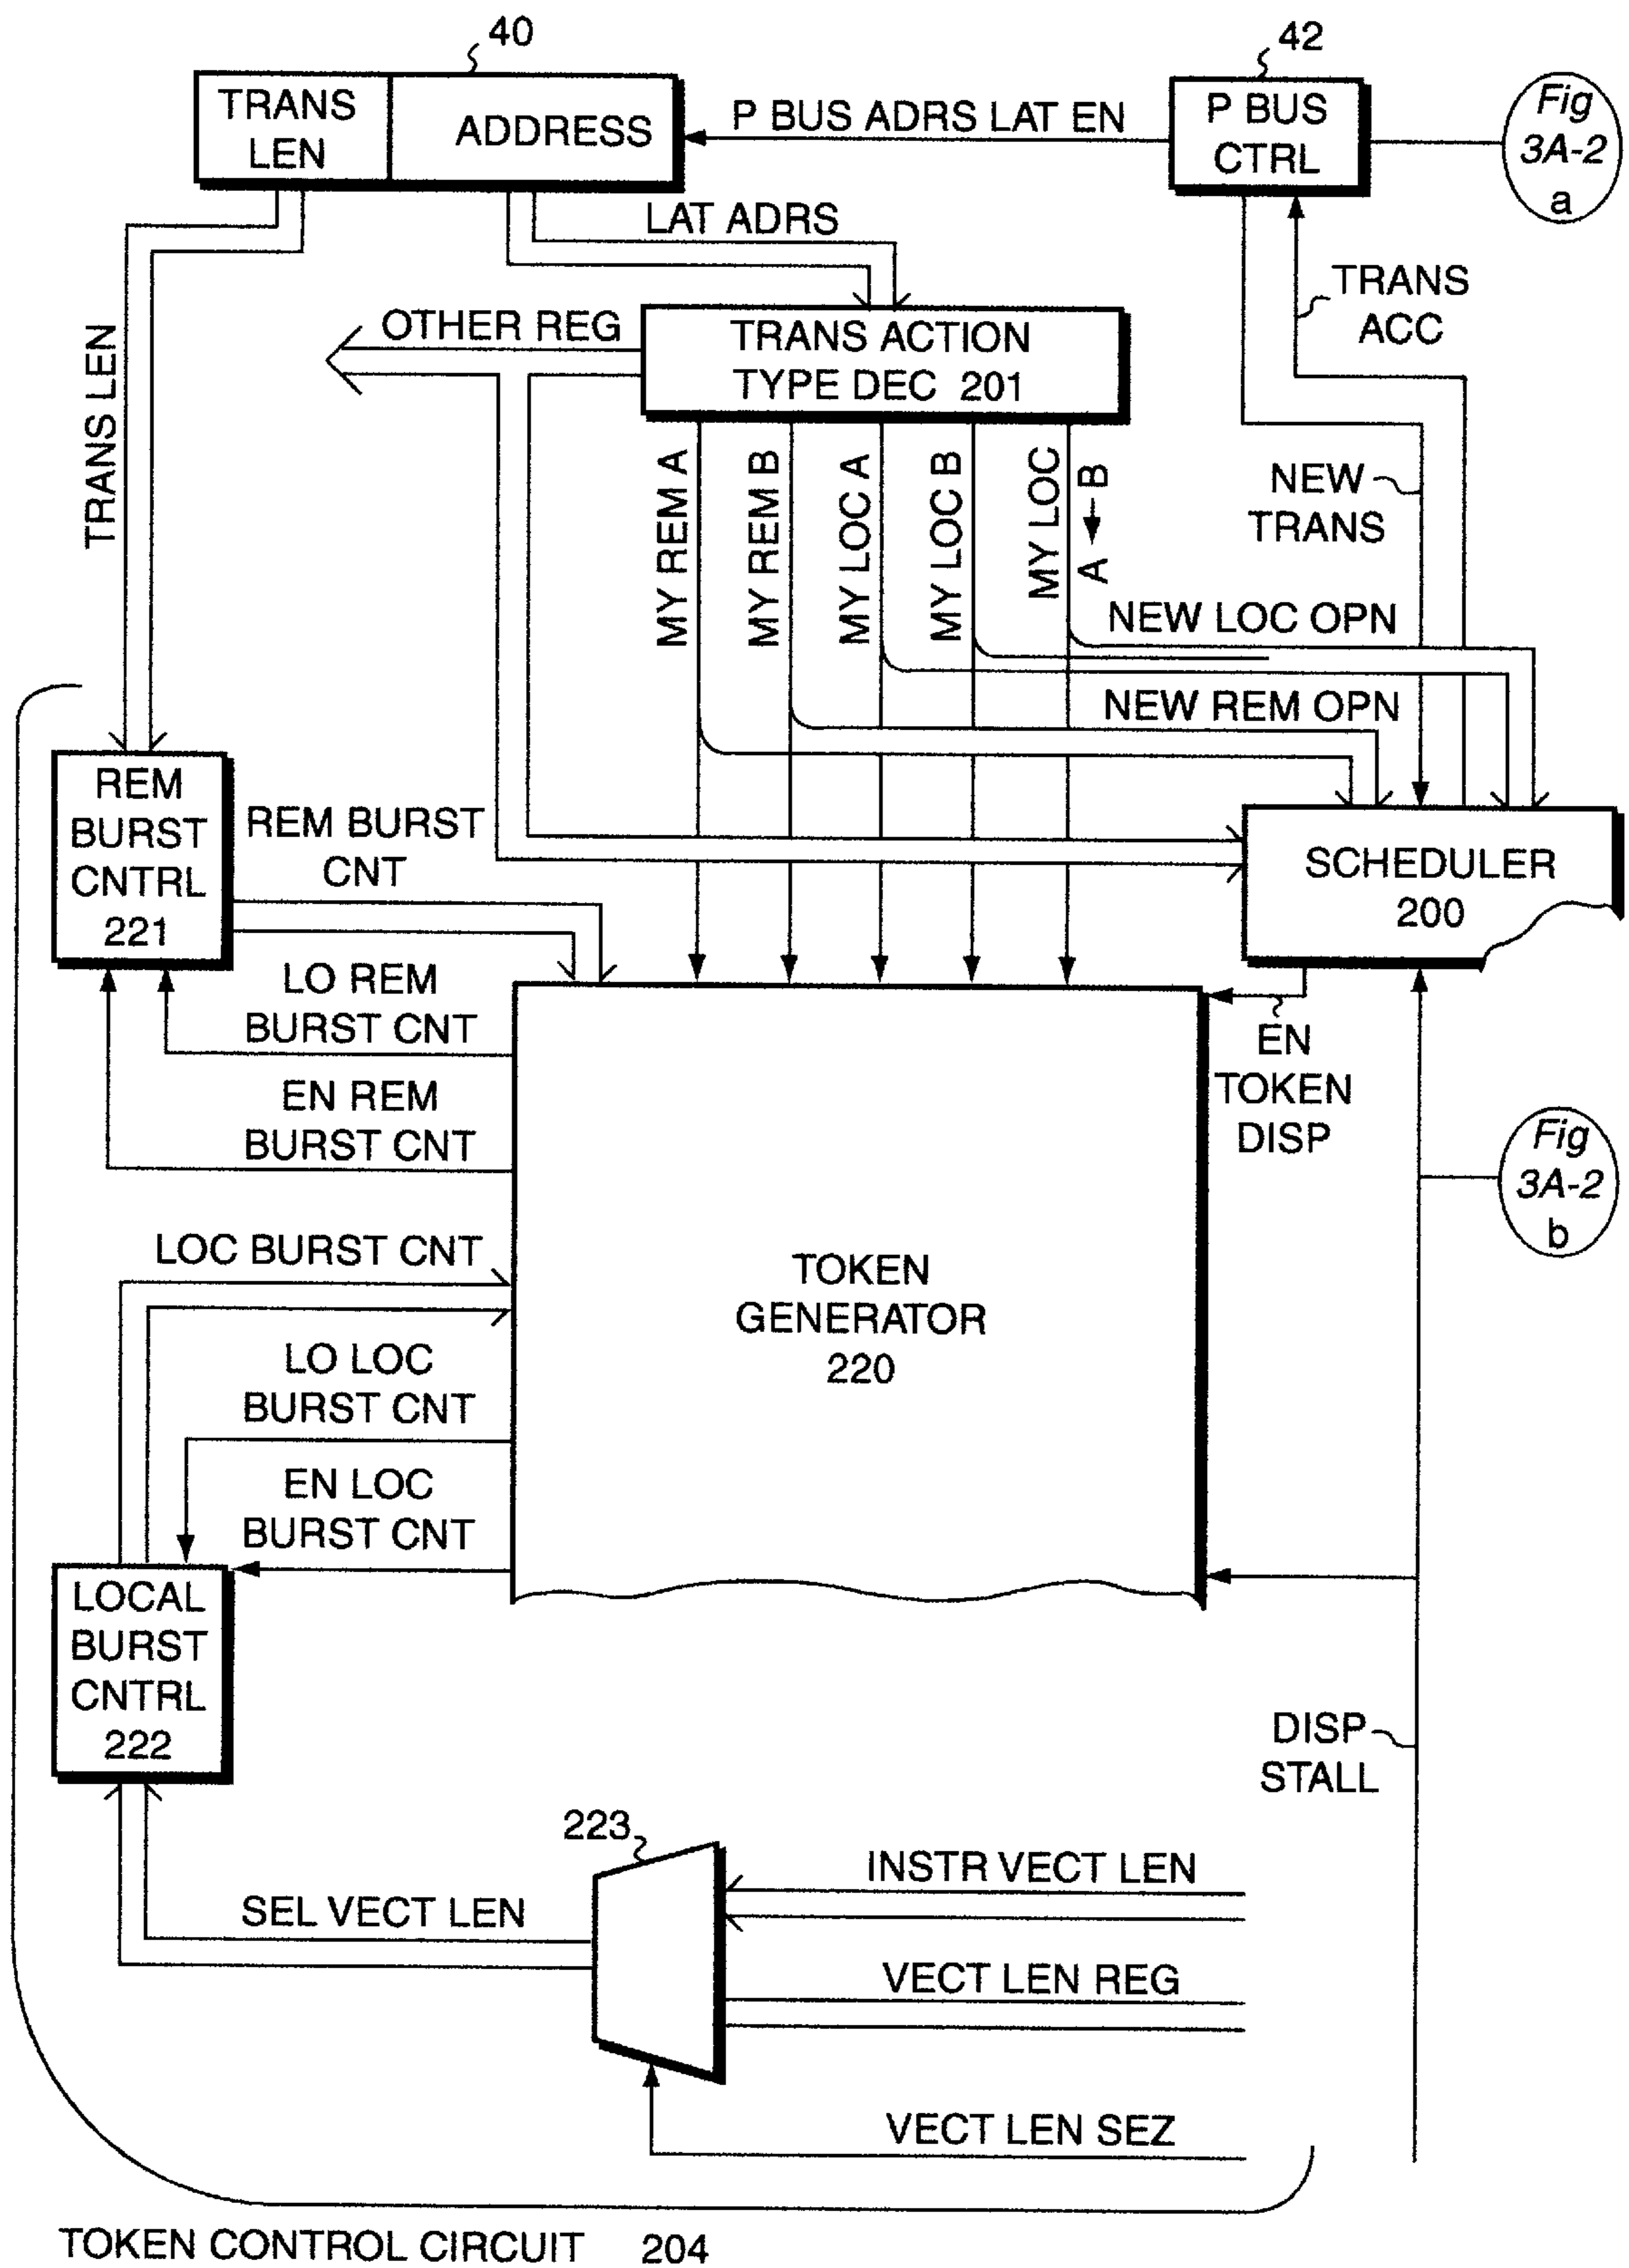 40
42
TRANS
LEN
ADDRESS
P BUS ADRS LAT EN
P BUS
CTRL
Fig
3A-2
a
LAT ADRS
TRANS
ACC
OTHER REG
TRANS ACTION
TYPE DEC 201
TRANS LEN
MY REM A
MY REM B
MY LOC A
MY LOC B
MY LOC
A B
NEW
TRANS
NEW LOC OPN
NEW REM OPN
REM
BURST
CNTRL
221
REM BURST
CNT
SCHEDULER
200
LO REM
BURST CNT
EN
TOKEN
DISP
EN REM
BURST CNT
Fig
3A-2
b
LOC BURST CNT
TOKEN
GENERATOR
220
LO LOC
BURST CNT
EN LOC
BURST CNT
LOCAL
BURST
CNTRL
222
DISP
STALL
223
INSTR VECT LEN
SEL VECT LEN
VECT LEN REG
VECT LEN SEZ
TOKEN CONTROL CIRCUIT 204